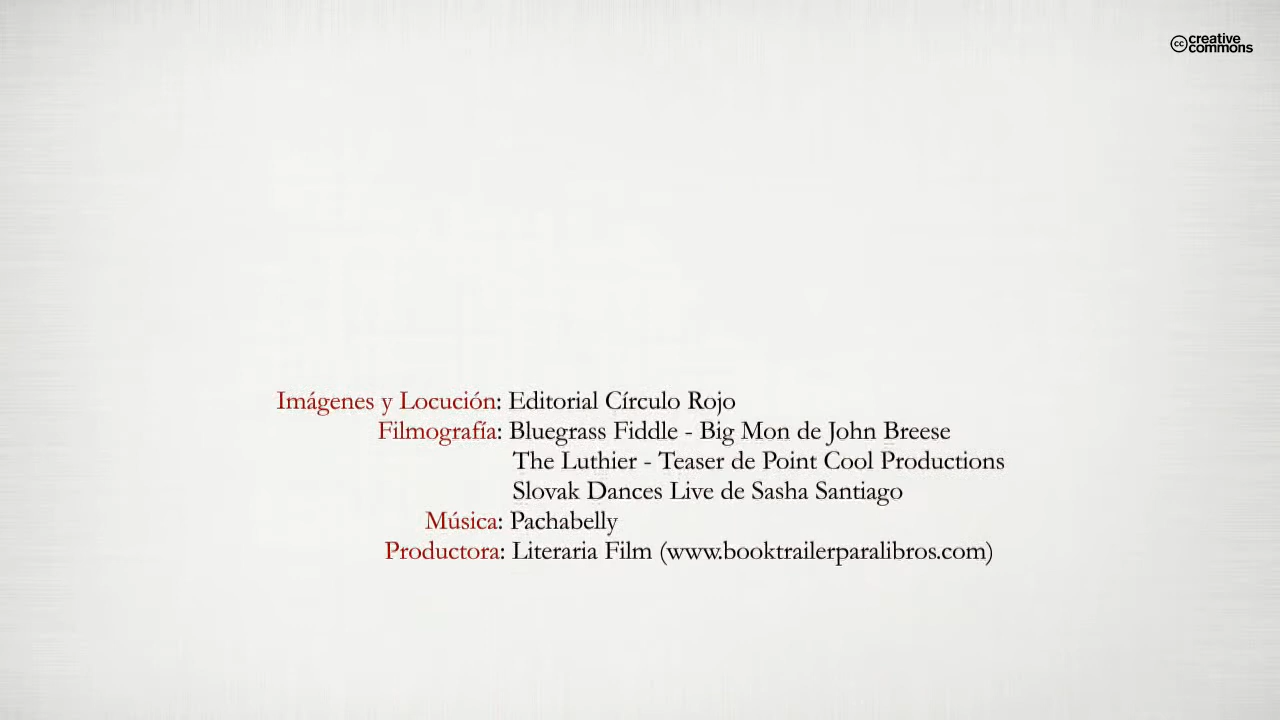 cc creative
commons
Imágenes y Locución: Editorial Círculo Rojo
Filmografía: Bluegrass Fiddle - Big Mon de John Breese
The Luthier - Teaser de Point Cool Productions
Slovak Dances Live de Sasha Santiago
Música: Pachabelly
Productora: Literaria Film (www.booktrailerparalibros.com)